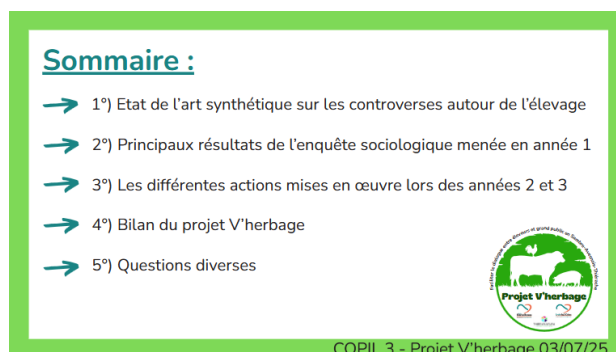 Sommaire :
1°) Etat de l'art synthétique sur les controverses autour de l'élevage
2°) Principaux résultats de l'enquête sociologique menée en année 1
3°) Les différentes actions mises en œuvre lors des années 2 et 3
4°) Bilan du projet V'herbage
5°) Questions diverses
Projet V'herbage
COPIL 3 - Projet V'herbage 03/07/25